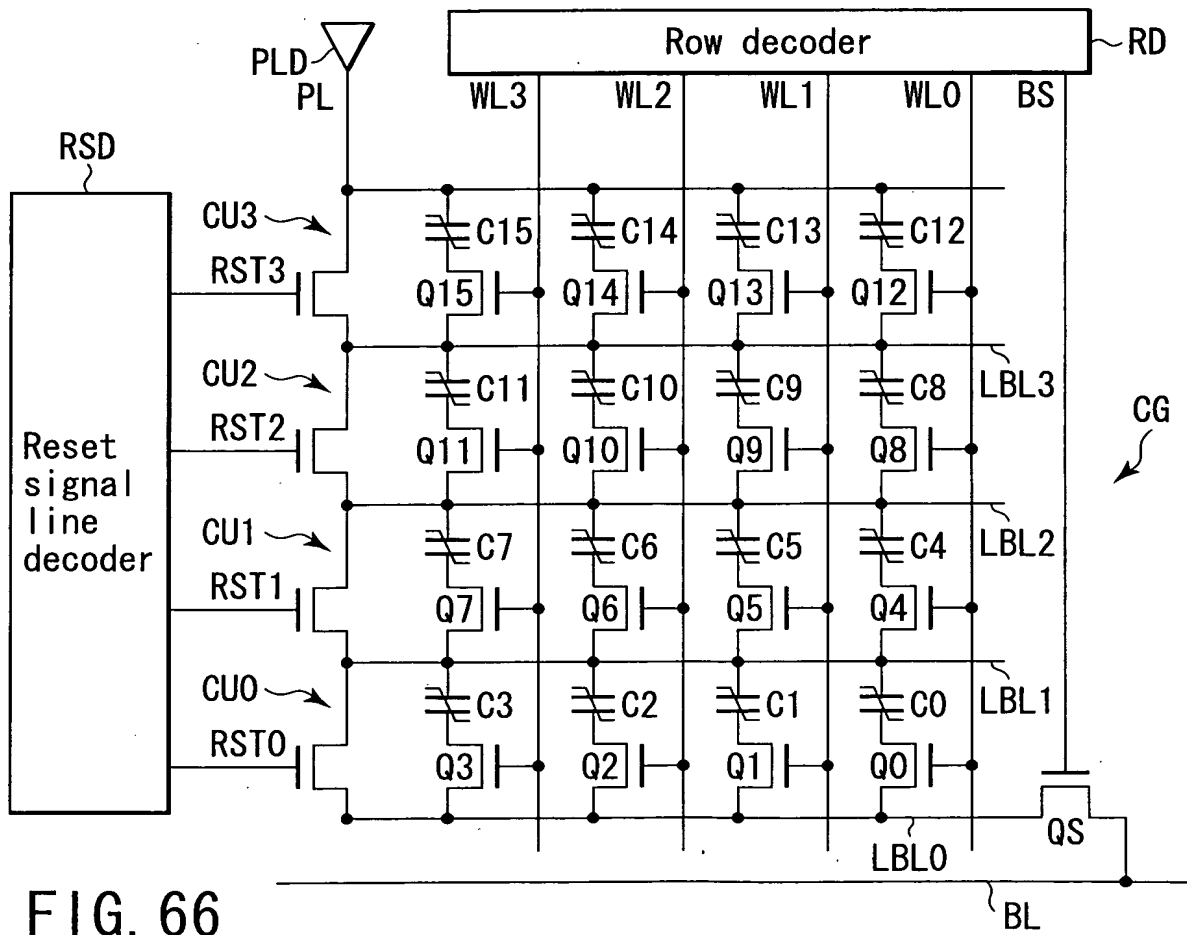 Row decoder
RD
PLD
PL
WL3
WL2
WL1
WL0
BS
RSD
CU3
C15
C14
C13
C12
RST3
Q15
Q14
Q13
Q12
CU2
C11
C10
C9
C8
LBL3
CG
RST2
Q11
Q10
Q9
Q8
Reset
signal
line
decoder
CU1
C7
C6
C5
C4
LBL2
RST1
Q7
Q6
Q5
Q4
CU0
C3
C2
C1
C0
LBL1
RST0
Q3
Q2
Q1
Q0
QS
LBL0
BL
FIG. 66